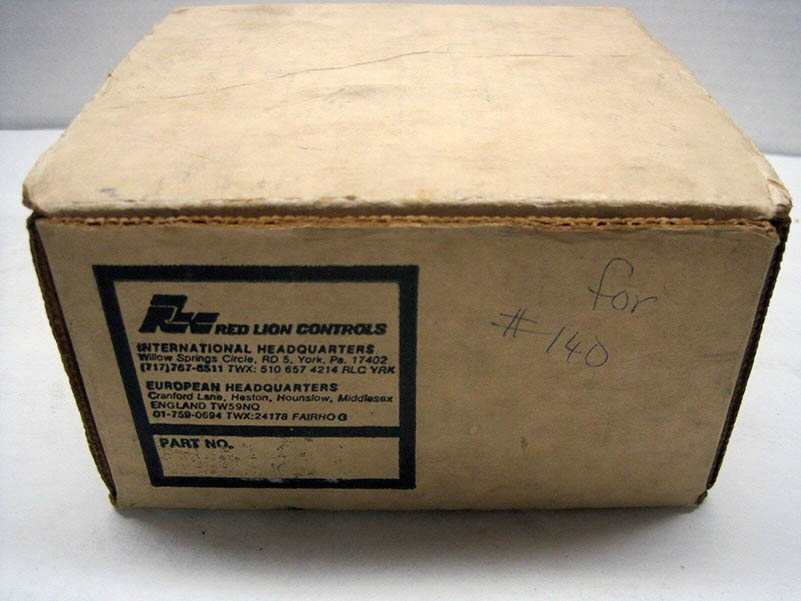 RLC RED LION CONTROLS
INTERNATIONAL HEADQUARTERS
Willow Springs Circle, RD 5, York, Pa. 17402
(717)767-6511 TWX: 510 657 4214 RLC YRK
EUROPEAN HEADQUARTERS
Cranford Lane, Heston, Hounslow, Middlesex
ENGLAND TW59NQ
01-759-0694 TWX:24178 FAIRHO G
PART NO.
for
#140